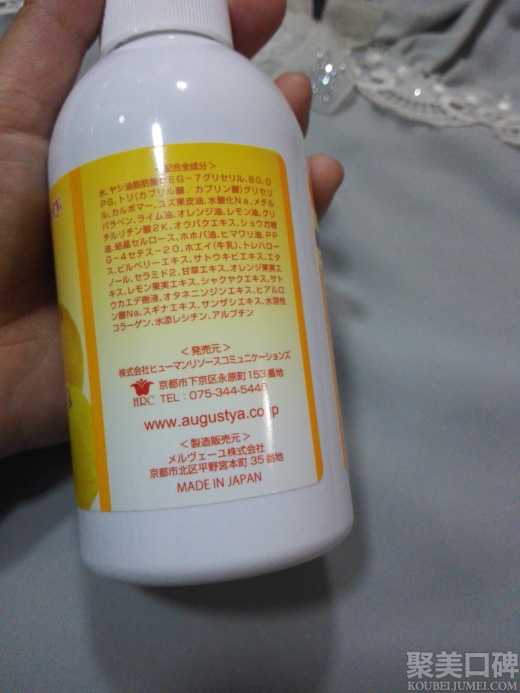 配合全成分＞
水、ヤシ油脂肪酸PEG-7グリセリル、BG、D
PG、トリ(カプリル酸／カプリン酸)グリセリ
ル、カルボマー、ユズ果皮油、水酸化Na、メチル
パラベン、ライム油、オレンジ油、レモン油、グリ
チルリチン酸2K、オウバクエキス、ショウガ根
油、結晶セルロース、ホホバ油、ヒマワリ油、PP
G-4セテス-20、ホエイ(牛乳)、トレハロー
ス、ビルベリーエキス、サトウキビエキス、エタ
ノール、セラミド2、甘草エキス、オレンジ果実エ
キス、レモン果実エキス、シャクヤクエキス、サト
ウカエデ樹液、オタネニンジンエキス、ヒアルロ
ン酸Na、スギナエキス、サンザシエキス、水溶性
コラーゲン、水添レシチン、アルブチン
＜発売元＞
株式会社ヒューマンリソースコミュニケーションズ
HRC 京都市下京区永原町153番地
TEL：075-344-5448
www.augustya.co.jp
＜製造販売元＞
メルヴェーユ株式会社
京都市北区平野宮本町35番地
MADE IN JAPAN
聚美口碑
KOUBEI.JUMEI.COM